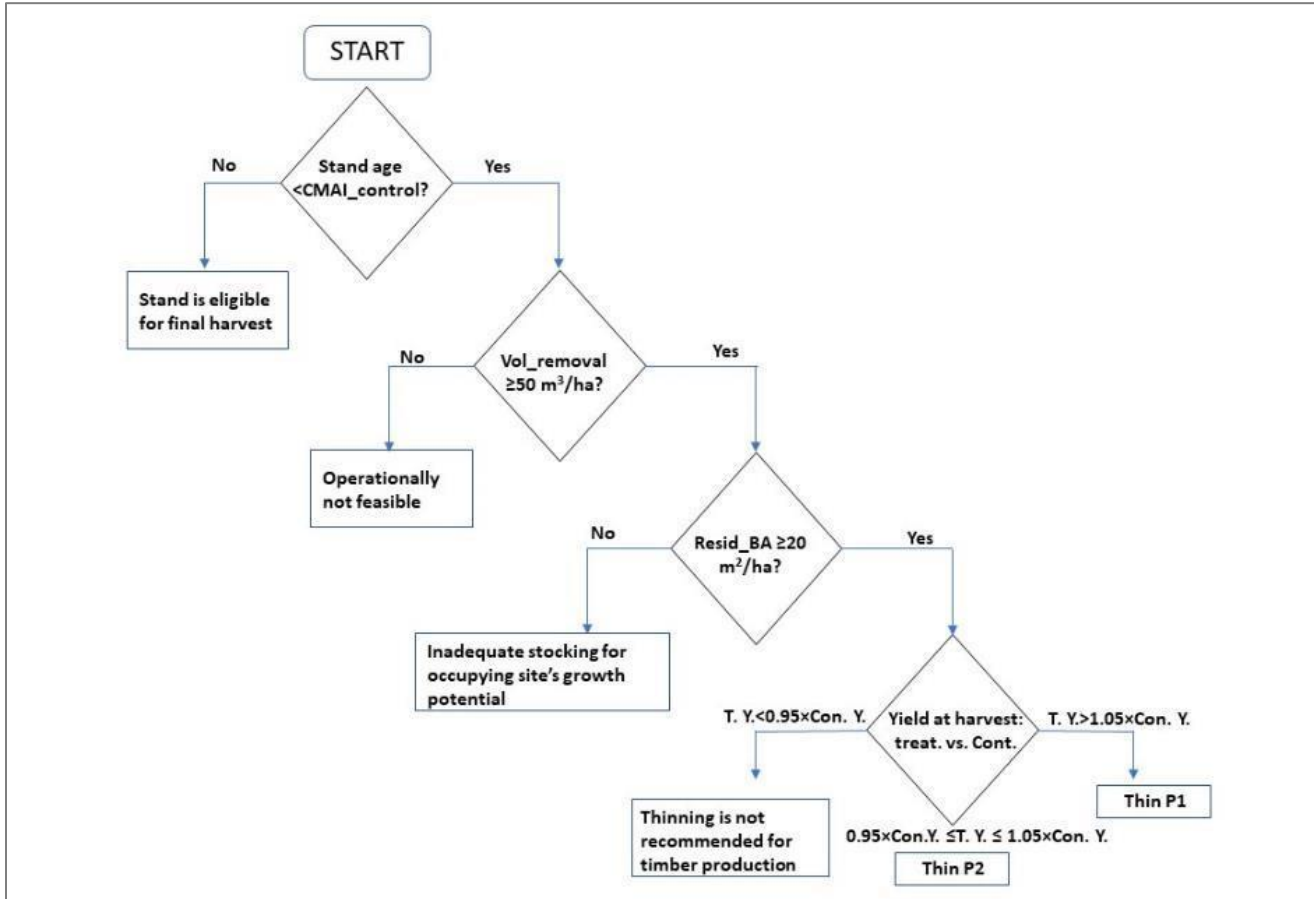 START
Stand age
<CMAI_control?
No
Yes
Stand is eligible
for final harvest
Vol_removal
≥50 m³/ha?
No
Yes
Operationally
not feasible
Resid_BA ≥20
m²/ha?
No
Yes
Inadequate stocking for
occupying site's growth
potential
Yield at harvest:
treat. vs. Cont.
T. Y.<0.95×Con. Y.
T. Y.>1.05×Con. Y.
Thinning is not
recommended for
timber production
Thin P1
0.95×Con.Y. ≤T. Y. ≤ 1.05×Con. Y.
Thin P2